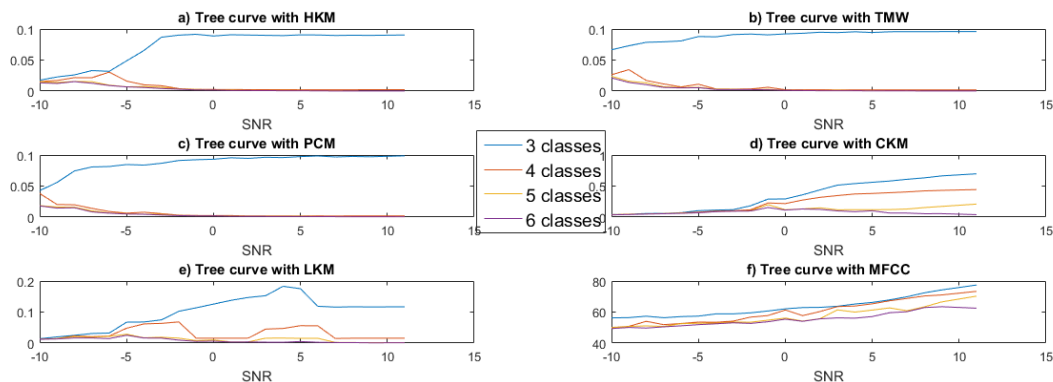 a) Tree curve with HKM
0.1
0.05
0
-10 -5 0 5 10 15
SNR
b) Tree curve with TMW
0.1
0.05
0
-10 -5 0 5 10 15
SNR
c) Tree curve with PCM
0.1
0.05
0
-10 -5 0 5 10 15
SNR
3 classes
4 classes
5 classes
6 classes
d) Tree curve with CKM
1
0.5
0
-10 -5 0 5 10 15
SNR
e) Tree curve with LKM
0.2
0.1
0
-10 -5 0 5 10 15
SNR
f) Tree curve with MFCC
80
60
40
-10 -5 0 5 10 15
SNR